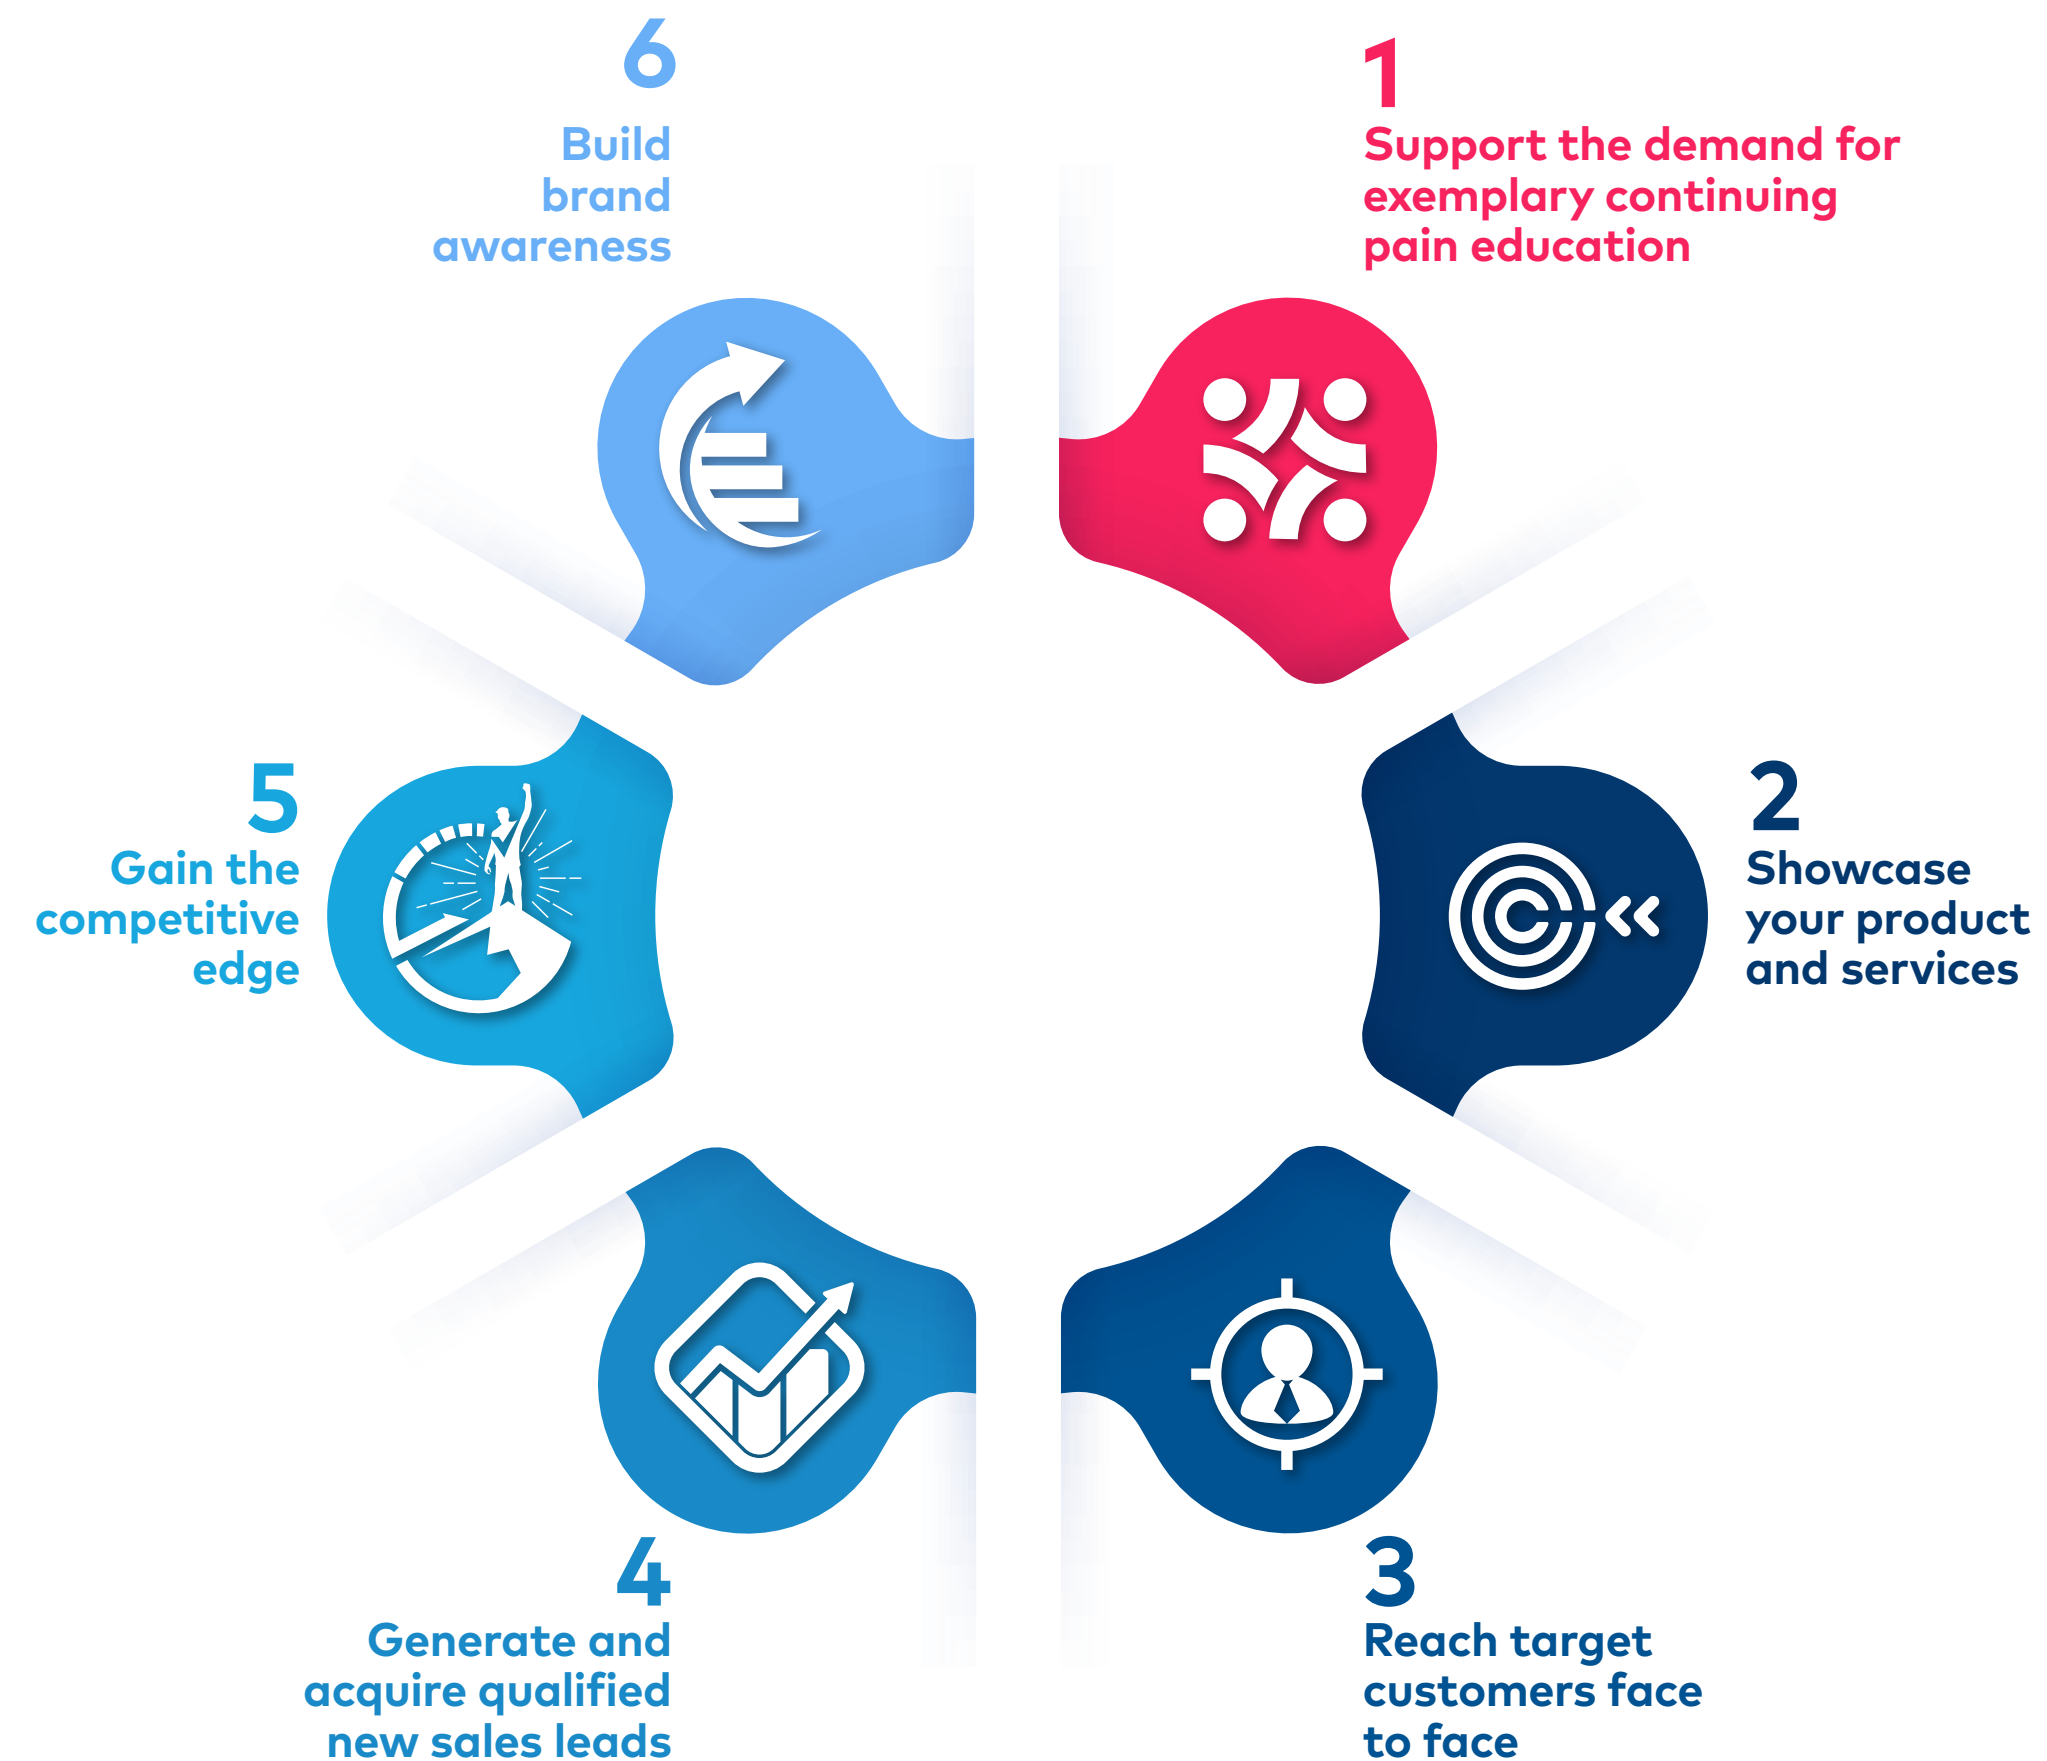 1
Support the demand for
exemplary continuing
pain education
2
Showcase
your product
and services
3
Reach target
customers face
to face
4
Generate and
acquire qualified
new sales leads
5
Gain the
competitive
edge
6
Build
brand
awareness